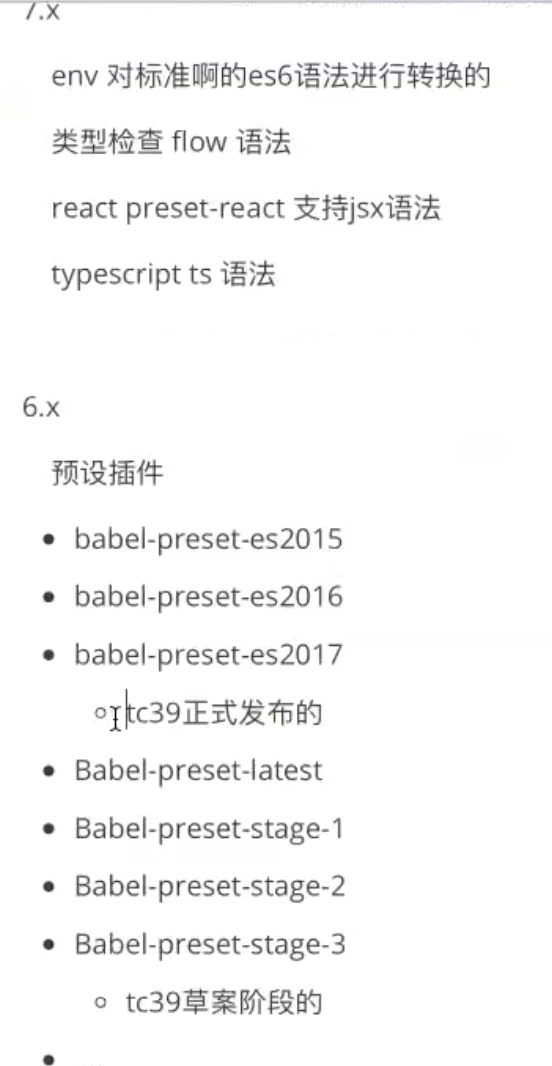 7.x
env 对标准啊的es6语法进行转换的
类型检查 flow 语法
react preset-react 支持jsx语法
typescript ts 语法
6.x
预设插件
babel-preset-es2015
babel-preset-es2016
babel-preset-es2017
tc39正式发布的
Babel-preset-latest
Babel-preset-stage-1
Babel-preset-stage-2
Babel-preset-stage-3
tc39草案阶段的